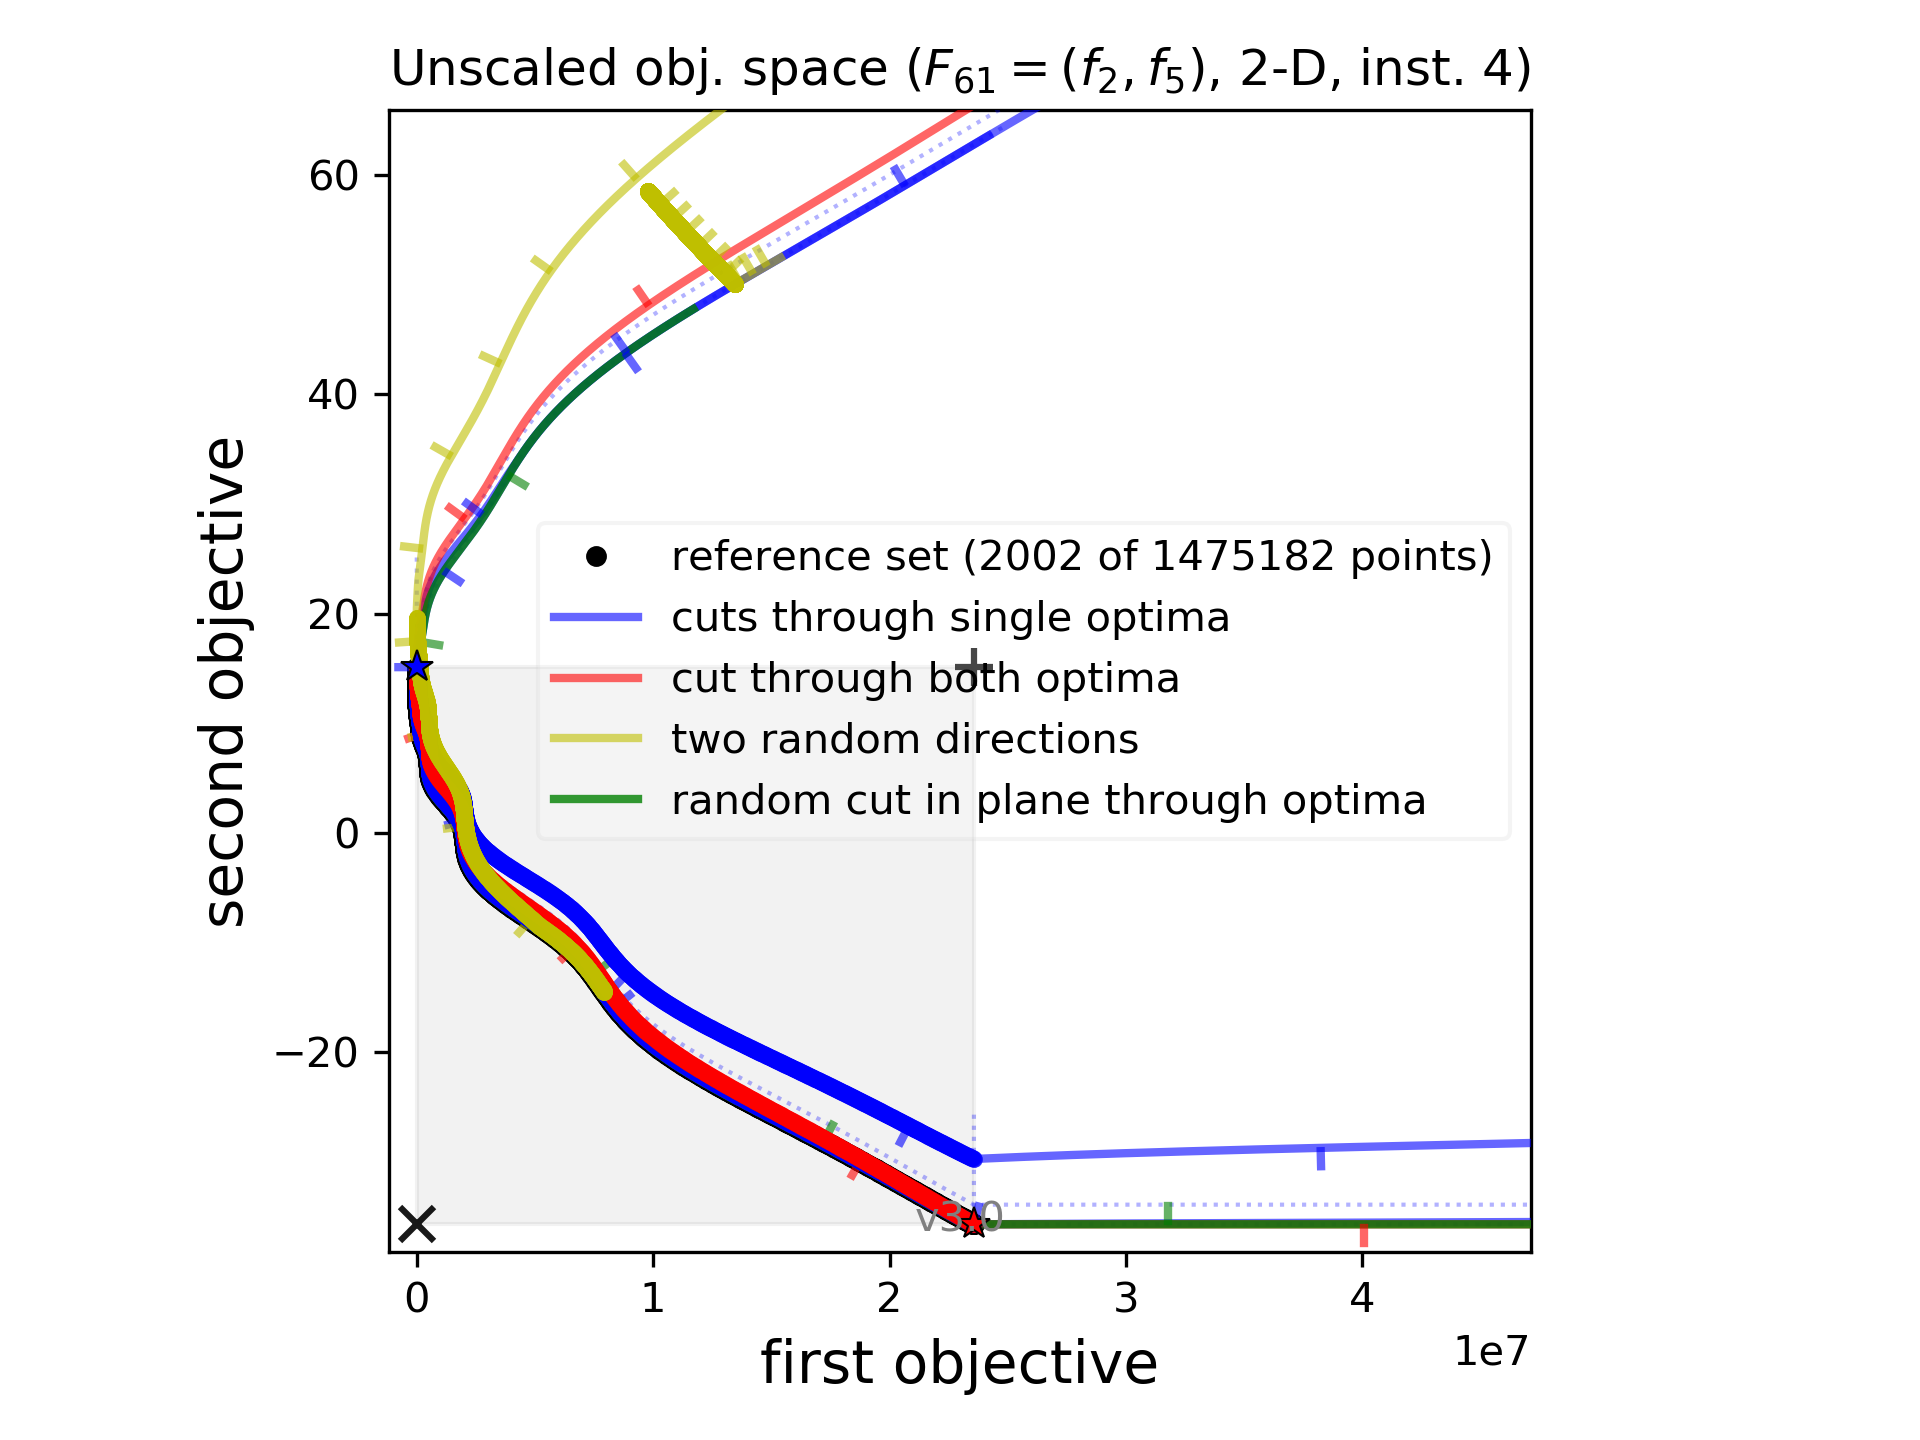 Unscaled obj. space (F61 = (f2, f5), 2-D, inst. 4)
60
40
20
0
−20
second objective
reference set (2002 of 1475182 points)
cuts through single optima
cut through both optima
two random directions
random cut in plane through optima
v3.0
0 1 2 3 4
1e7
first objective